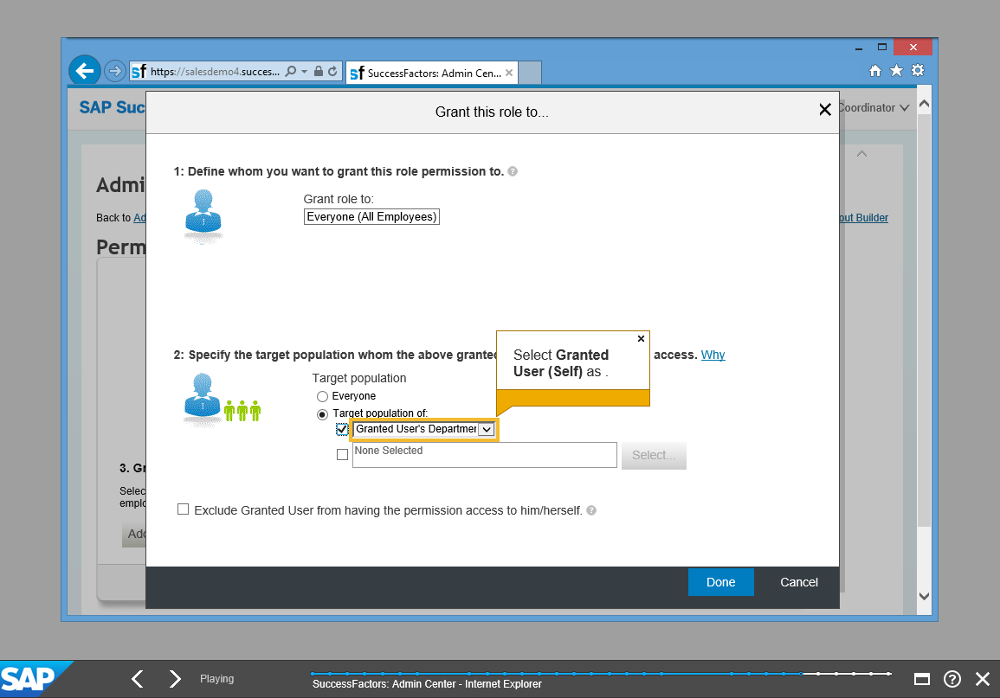 sf https://salesdemo4.succes...
sf SuccessFactors: Admin Cen...
SAP Suc
Coordinator
Grant this role to...
Admi
Back to Ad
out Builder
Perm
1: Define whom you want to grant this role permission to.
Grant role to:
Everyone (All Employees)
2: Specify the target population whom the above granted
access. Why
Select Granted
User (Self) as .
Target population
Everyone
Target population of:
Granted User's Departmen
None Selected
Select...
3. Gr
Selec
emplo
Add
Exclude Granted User from having the permission access to him/herself.
Done
Cancel
SAP
Playing
SuccessFactors: Admin Center - Internet Explorer